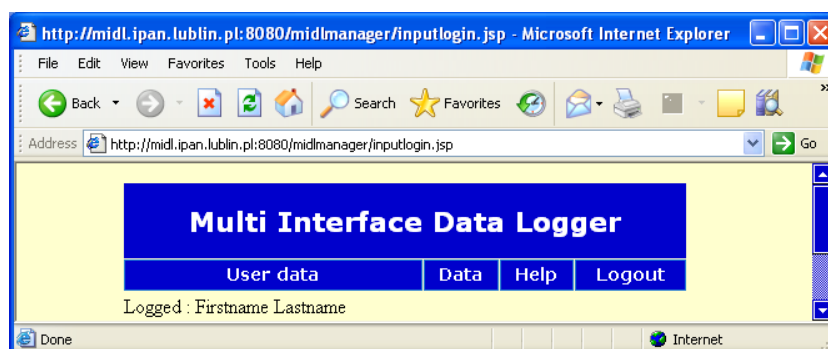 http://midl.ipan.lublin.pl:8080/midlmanager/inputlogin.jsp - Microsoft Internet Explorer
File Edit View Favorites Tools Help
Back Search Favorites »
Address http://midl.ipan.lublin.pl:8080/midlmanager/inputlogin.jsp Go
Multi Interface Data Logger
User data Data Help Logout
Logged : Firstname Lastname
Done Internet